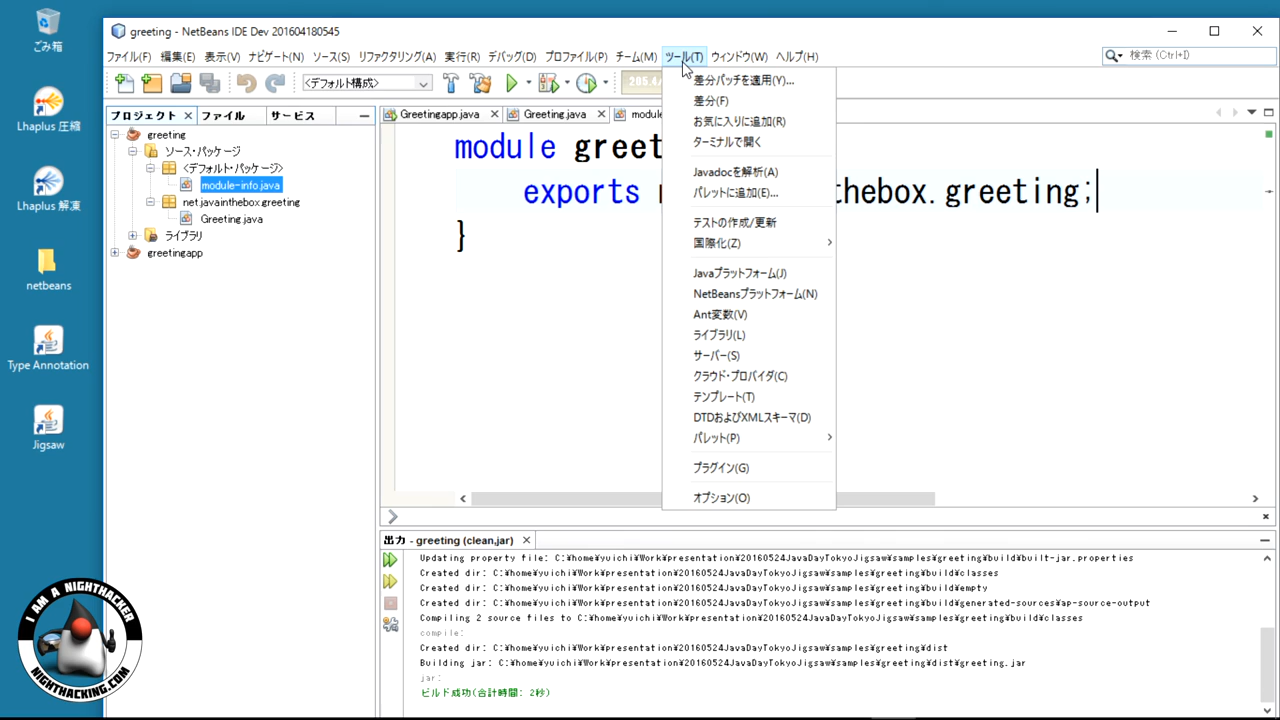 ごみ箱
Lhaplus 圧縮
Lhaplus 解凍
netbeans
Type Annotation
Jigsaw
greeting - NetBeans IDE Dev 201604180545
ファイル(F) 編集(E) 表示(V) ナビゲート(N) ソース(S) リファクタリング(A) 実行(R) デバッグ(D) プロファイル(P) チーム(M) ツール(T) ウィンドウ(W) ヘルプ(H)
検索 (Ctrl+I)
<デフォルト構成>
205.4/
プロジェクト × ファイル サービス
greeting
ソース・パッケージ
<デフォルト・パッケージ>
module-info.java
net.javainthebox.greeting
Greeting.java
ライブラリ
greetingapp
Greetingapp.java Greeting.java
module greet
exports thebox.greeting;
}
差分パッチを適用(Y)...
差分(F)
お気に入りに追加(R)
ターミナルで開く
Javadocを解析(A)
パレットに追加(E)...
テストの作成/更新
国際化(Z)
Javaプラットフォーム(J)
NetBeansプラットフォーム(N)
Ant変数(V)
ライブラリ(L)
サーバー(S)
クラウド・プロバイダ(C)
テンプレート(T)
DTDおよびXMLスキーマ(D)
パレット(P)
プラグイン(G)
オプション(O)
出力 - greeting (clean,jar)
Updating property file: C:¥home¥yuichi¥Work¥presentation¥20160524JavaDayTokyoJigsaw¥samples¥greeting¥build¥built-jar.properties
Created dir: C:¥home¥yuichi¥Work¥presentation¥20160524JavaDayTokyoJigsaw¥samples¥greeting¥build¥classes
Created dir: C:¥home¥yuichi¥Work¥presentation¥20160524JavaDayTokyoJigsaw¥samples¥greeting¥build¥empty
Created dir: C:¥home¥yuichi¥Work¥presentation¥20160524JavaDayTokyoJigsaw¥samples¥greeting¥build¥generated-sources¥ap-source-output
Compiling 2 source files to C:¥home¥yuichi¥Work¥presentation¥20160524JavaDayTokyoJigsaw¥samples¥greeting¥build¥classes
compile:
Created dir: C:¥home¥yuichi¥Work¥presentation¥20160524JavaDayTokyoJigsaw¥samples¥greeting¥dist
Building jar: C:¥home¥yuichi¥Work¥presentation¥20160524JavaDayTokyoJigsaw¥samples¥greeting¥dist¥greeting.jar
jar:
ビルド成功(合計時間: 2秒)
I AM A NIGHTHACKER
NIGHTHACKING.COM